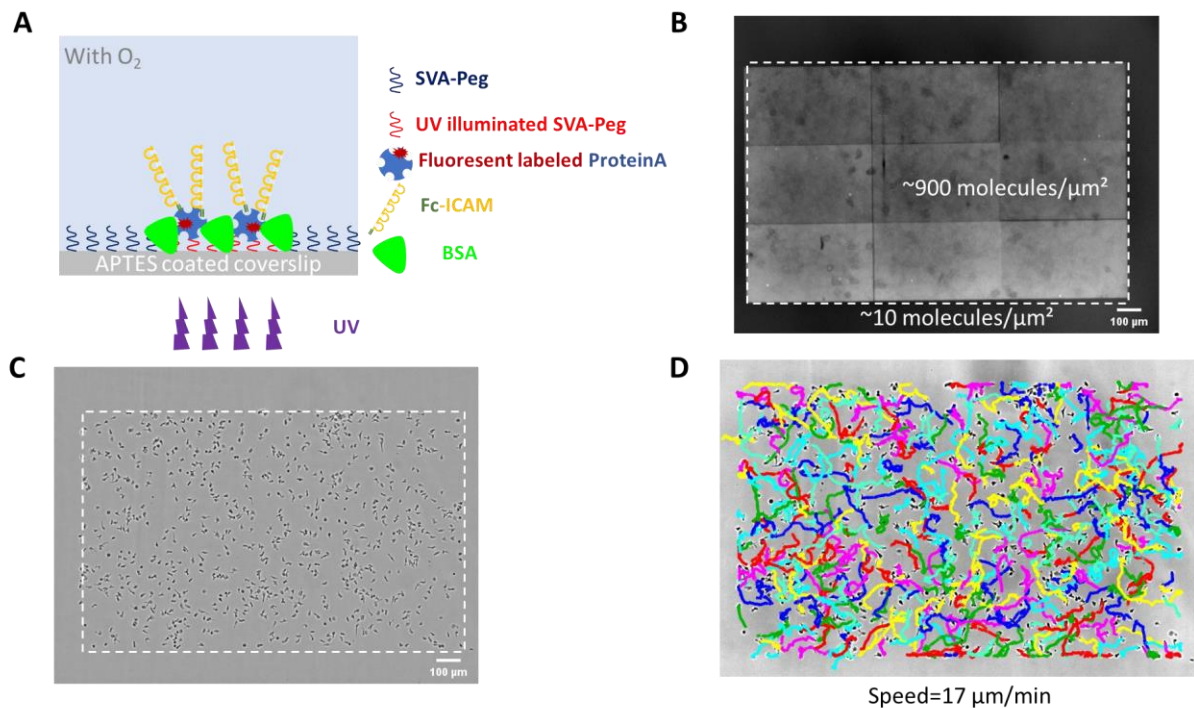 A
With O₂
SVA-Peg
UV illuminated SVA-Peg
Fluoresent labeled ProteinA
Fc-ICAM
BSA
APTES coated coverslip
UV
B
~900 molecules/μm²
~10 molecules/μm²
100 μm
C
100 μm
D
Speed=17 μm/min